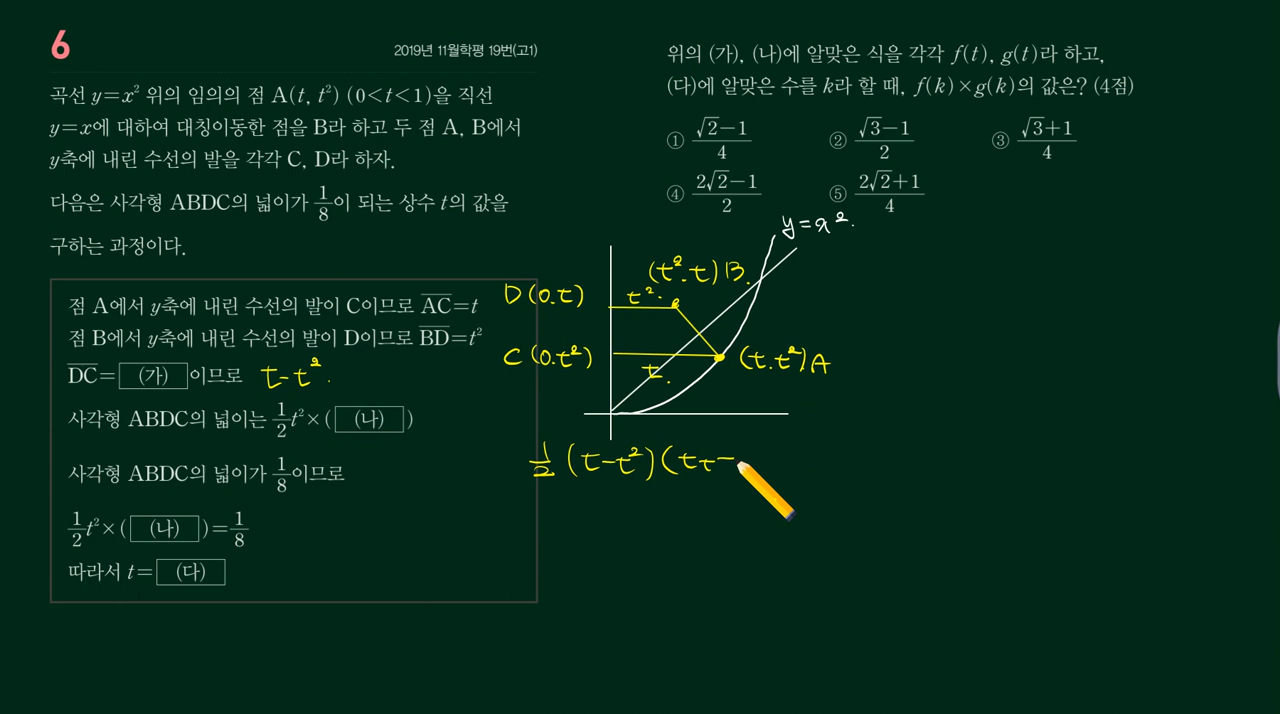 6
2019년 11월학평 19번(고1)
곡선 y=x² 위의 임의의 점 A(t, t²) (0<t<1)을 직선
y=x에 대하여 대칭이동한 점을 B라 하고 두 점 A, B에서
y축에 내린 수선의 발을 각각 C, D라 하자.
다음은 사각형 ABDC의 넓이가 1/8이 되는 상수 t의 값을
구하는 과정이다.
점 A에서 y축에 내린 수선의 발이 C이므로 A̅C̅=t
점 B에서 y축에 내린 수선의 발이 D이므로 B̅D̅=t²
D̅C̅= (가) 이므로 t-t².
사각형 ABDC의 넓이는 1/2 t²×( (나) )
사각형 ABDC의 넓이가 1/8이므로
1/2 t²×( (나) )=1/8
따라서 t= (다)
위의 (가), (나)에 알맞은 식을 각각 f(t), g(t)라 하고,
(다)에 알맞은 수를 k라 할 때, f(k)×g(k)의 값은? (4점)
① (√2-1)/4 ② (√3-1)/2 ③ (√3+1)/4
④ (2√2-1)/2 ⑤ (2√2+1)/4
y=x².
(t².t)B.
D(0.t) t².
C(0.t²) t. (t.t²)A
1/2 (t-t²)(t+